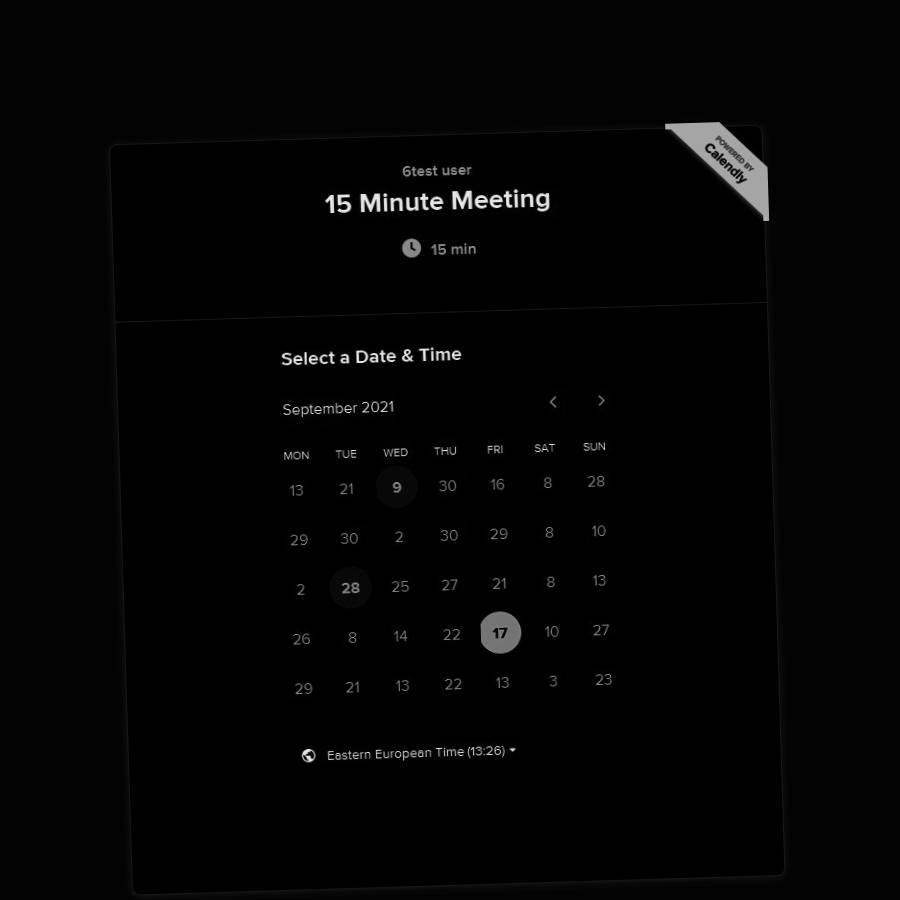 POWERED BY
Calendly
6test user
15 Minute Meeting
15 min
Select a Date & Time
September 2021
MON TUE WED THU FRI SAT SUN
13 21 9 30 16 8 28
29 30 2 30 29 8 10
2 28 25 27 21 8 13
26 8 14 22 17 10 27
29 21 13 22 13 3 23
Eastern European Time (13:26)